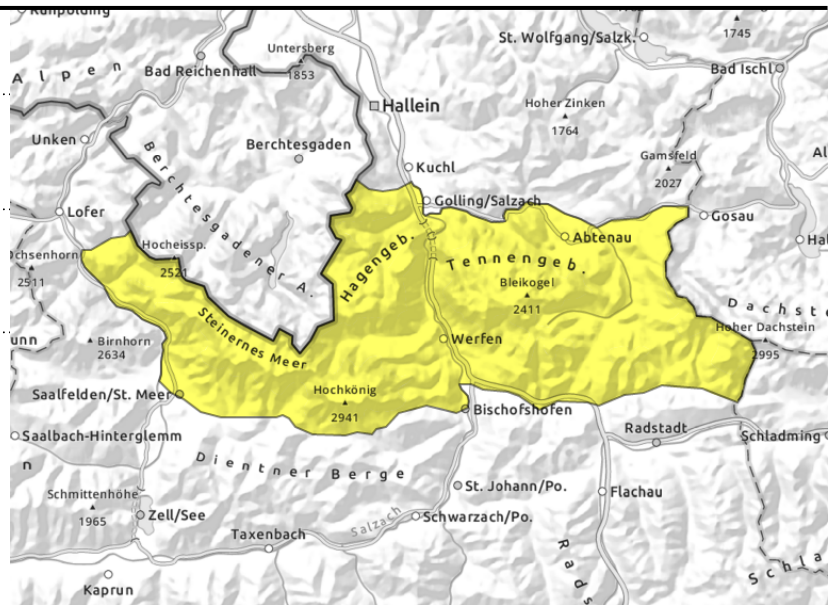 Ruhpolding
1745
St. Wolfgang/Salzk.
Untersberg
1853
Alpen
Bad Reichenhall
Bad Ischl
Hallein
Hoher Zinken
1764
Unken
Berchtesgaden
Gamsfeld
2027
Kuchl
Berchtesgadener A.
Golling/Salzach
Lofer
Gosau
Abtenau
Hocheissp.
2521
Hagengeb.
Tennengeb.
Bleikogel
2411
Ochsenhorn
2511
Steinernes Meer
Dachste
Hoher Dachstein
2995
unn
Birnhorn
2634
Werfen
Hochkönig
2941
Saalfelden/St. Meer
Bischofshofen
Radstadt
Schladming
Saalbach-Hinterglemm
n
Dientner Berge
Schmittenhöhe
1965
St. Johann/Po.
Flachau
Zell/See
Salzach
Schwarzach/Po.
Taxenbach
Rads
Schla
Kaprun